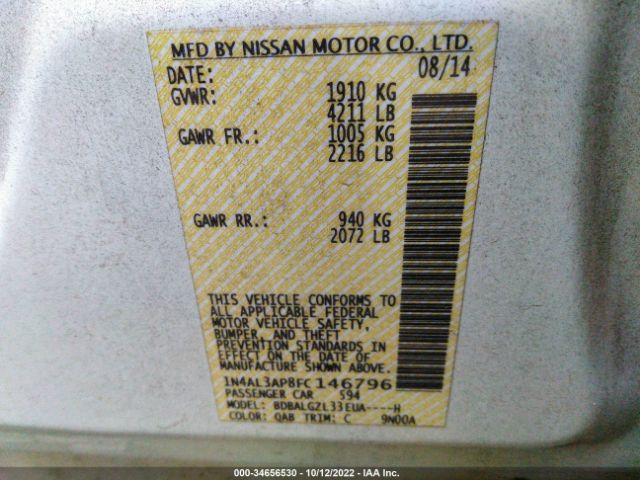 MFD BY NISSAN MOTOR CO., LTD.
DATE: 08/14
GVWR: 1910 KG
4211 LB
GAWR FR.: 1005 KG
2216 LB
GAWR RR.: 940 KG
2072 LB
THIS VEHICLE CONFORMS TO
ALL APPLICABLE FEDERAL
MOTOR VEHICLE SAFETY,
BUMPER, AND THEFT
PREVENTION STANDARDS
IN EFFECT ON THE DATE OF
MANUFACTURE SHOWN ABOVE.
1N4AL3AP8FC146796
PASSENGER CAR 594
MODEL: BDBALGZL33EUA----H
COLOR: QAB TRIM: C 9N00A
000-34656530 - 10/12/2022 - IAA Inc.